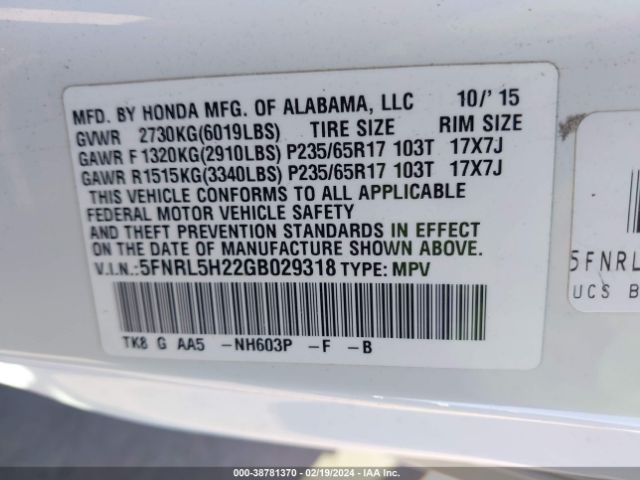 MFD. BY HONDA MFG. OF ALABAMA, LLC 10/'15
GVWR 2730KG(6019LBS) TIRE SIZE RIM SIZE
GAWR F1320KG(2910LBS) P235/65R17 103T 17X7J
GAWR R1515KG(3340LBS) P235/65R17 103T 17X7J
THIS VEHICLE CONFORMS TO ALL APPLICABLE
FEDERAL MOTOR VEHICLE SAFETY
AND THEFT PREVENTION STANDARDS IN EFFECT
ON THE DATE OF MANUFACTURE SHOWN ABOVE.
V.I.N.:5FNRL5H22GB029318 TYPE: MPV
TK8 G AA5 -NH603P -F -B
5FNRL
UCS B
000-38781370 - 02/19/2024 - IAA Inc.